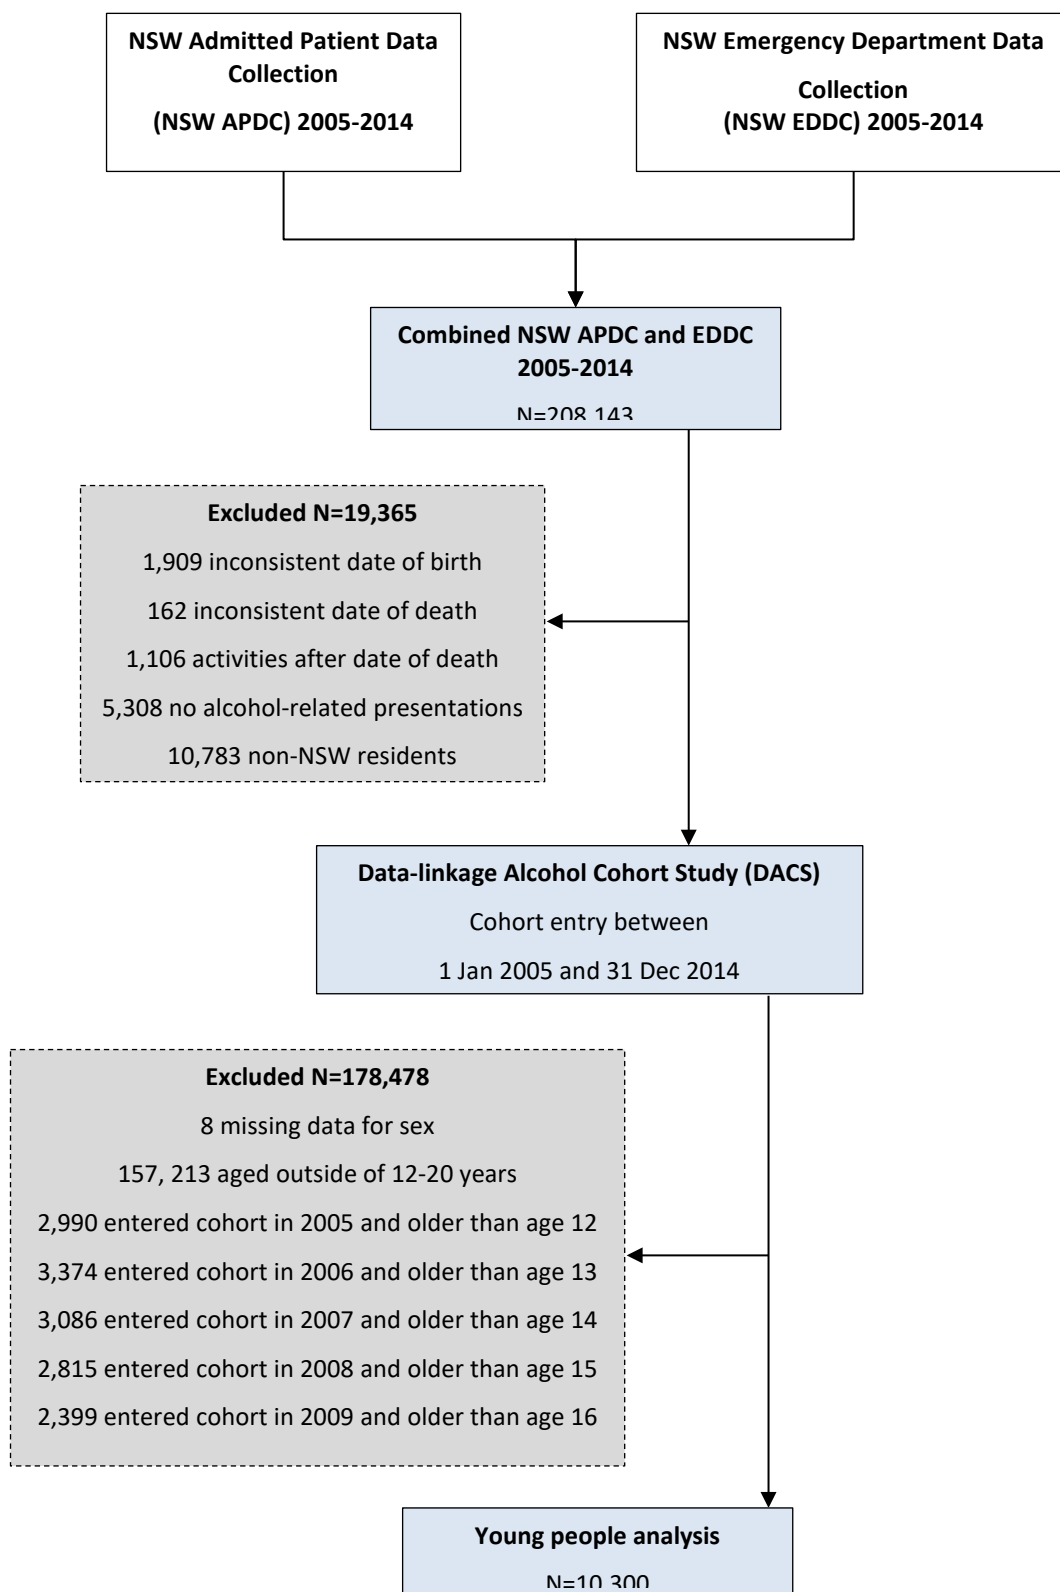 NSW Admitted Patient Data
Collection
(NSW APDC) 2005-2014
NSW Emergency Department Data
Collection
(NSW EDDC) 2005-2014
Combined NSW APDC and EDDC
2005-2014
N=208,143
Excluded N=19,365
1,909 inconsistent date of birth
162 inconsistent date of death
1,106 activities after date of death
5,308 no alcohol-related presentations
10,783 non-NSW residents
Data-linkage Alcohol Cohort Study (DACS)
Cohort entry between
1 Jan 2005 and 31 Dec 2014
Excluded N=178,478
8 missing data for sex
157, 213 aged outside of 12-20 years
2,990 entered cohort in 2005 and older than age 12
3,374 entered cohort in 2006 and older than age 13
3,086 entered cohort in 2007 and older than age 14
2,815 entered cohort in 2008 and older than age 15
2,399 entered cohort in 2009 and older than age 16
Young people analysis
N=10,300